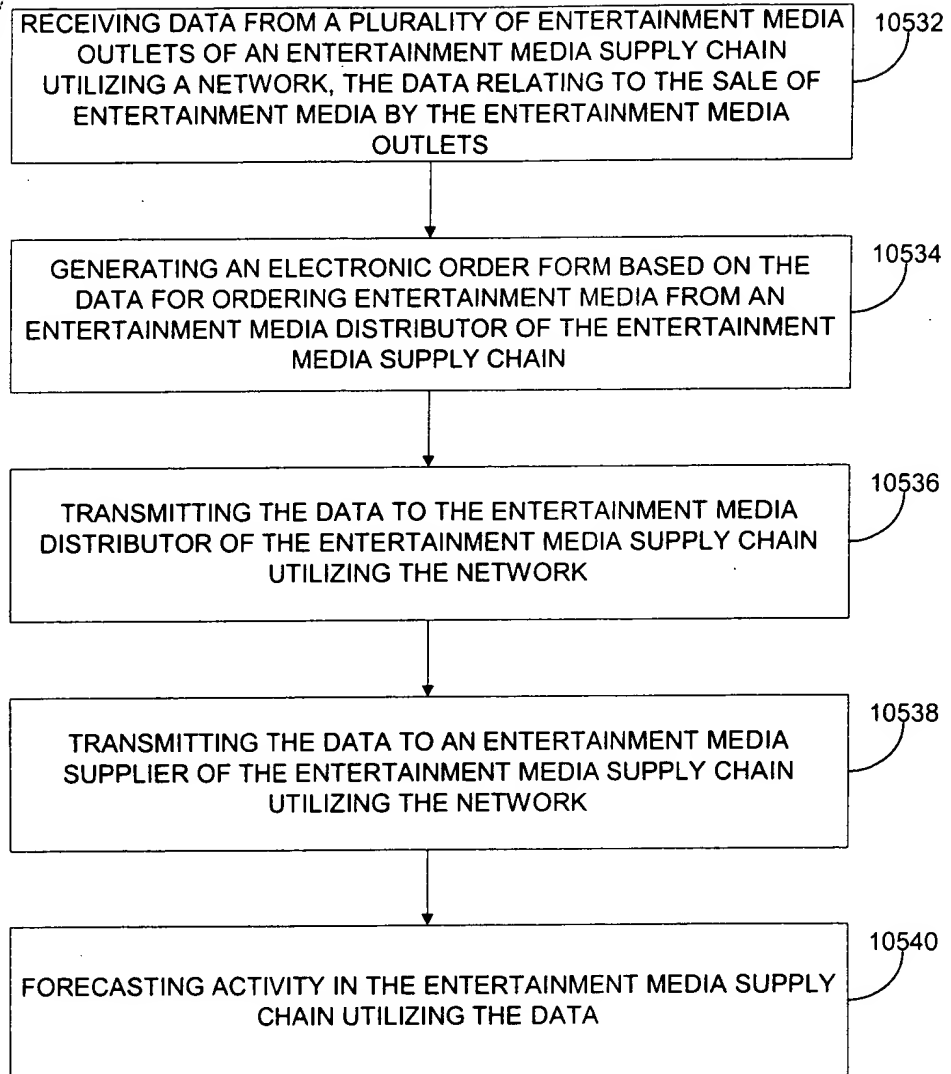 RECEIVING DATA FROM A PLURALITY OF ENTERTAINMENT MEDIA
OUTLETS OF AN ENTERTAINMENT MEDIA SUPPLY CHAIN
UTILIZING A NETWORK, THE DATA RELATING TO THE SALE OF
ENTERTAINMENT MEDIA BY THE ENTERTAINMENT MEDIA
OUTLETS
10532
GENERATING AN ELECTRONIC ORDER FORM BASED ON THE
DATA FOR ORDERING ENTERTAINMENT MEDIA FROM AN
ENTERTAINMENT MEDIA DISTRIBUTOR OF THE ENTERTAINMENT
MEDIA SUPPLY CHAIN
10534
TRANSMITTING THE DATA TO THE ENTERTAINMENT MEDIA
DISTRIBUTOR OF THE ENTERTAINMENT MEDIA SUPPLY CHAIN
UTILIZING THE NETWORK
10536
TRANSMITTING THE DATA TO AN ENTERTAINMENT MEDIA
SUPPLIER OF THE ENTERTAINMENT MEDIA SUPPLY CHAIN
UTILIZING THE NETWORK
10538
FORECASTING ACTIVITY IN THE ENTERTAINMENT MEDIA SUPPLY
CHAIN UTILIZING THE DATA
10540